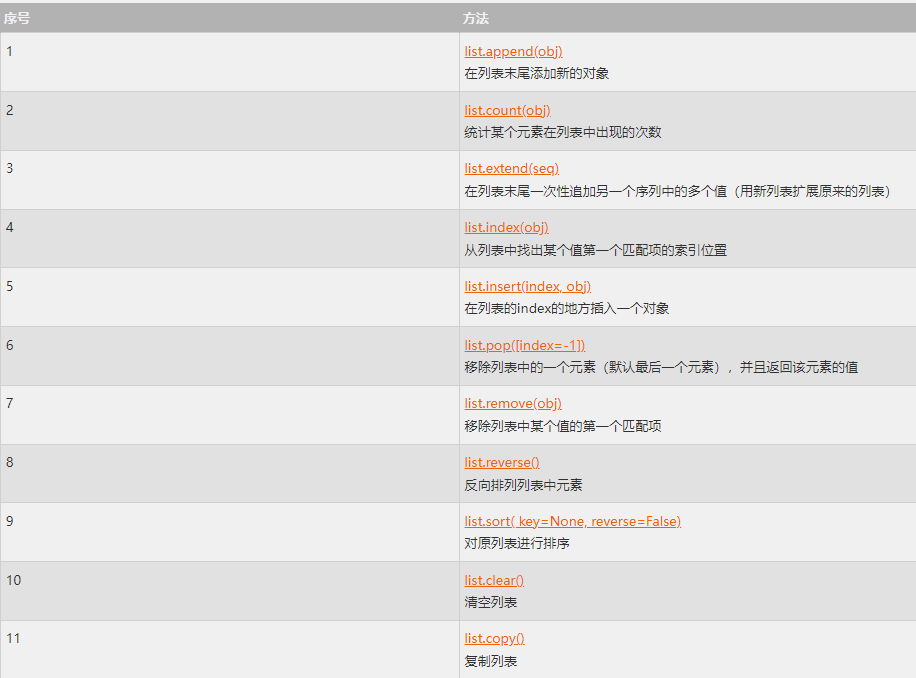 序号 方法
1 list.append(obj)
在列表末尾添加新的对象
2 list.count(obj)
统计某个元素在列表中出现的次数
3 list.extend(seq)
在列表末尾一次性追加另一个序列中的多个值（用新列表扩展原来的列表）
4 list.index(obj)
从列表中找出某个值第一个匹配项的索引位置
5 list.insert(index, obj)
在列表的index的地方插入一个对象
6 list.pop([index=-1])
移除列表中的一个元素（默认最后一个元素），并且返回该元素的值
7 list.remove(obj)
移除列表中某个值的第一个匹配项
8 list.reverse()
反向排列列表中元素
9 list.sort( key=None, reverse=False)
对原列表进行排序
10 list.clear()
清空列表
11 list.copy()
复制列表